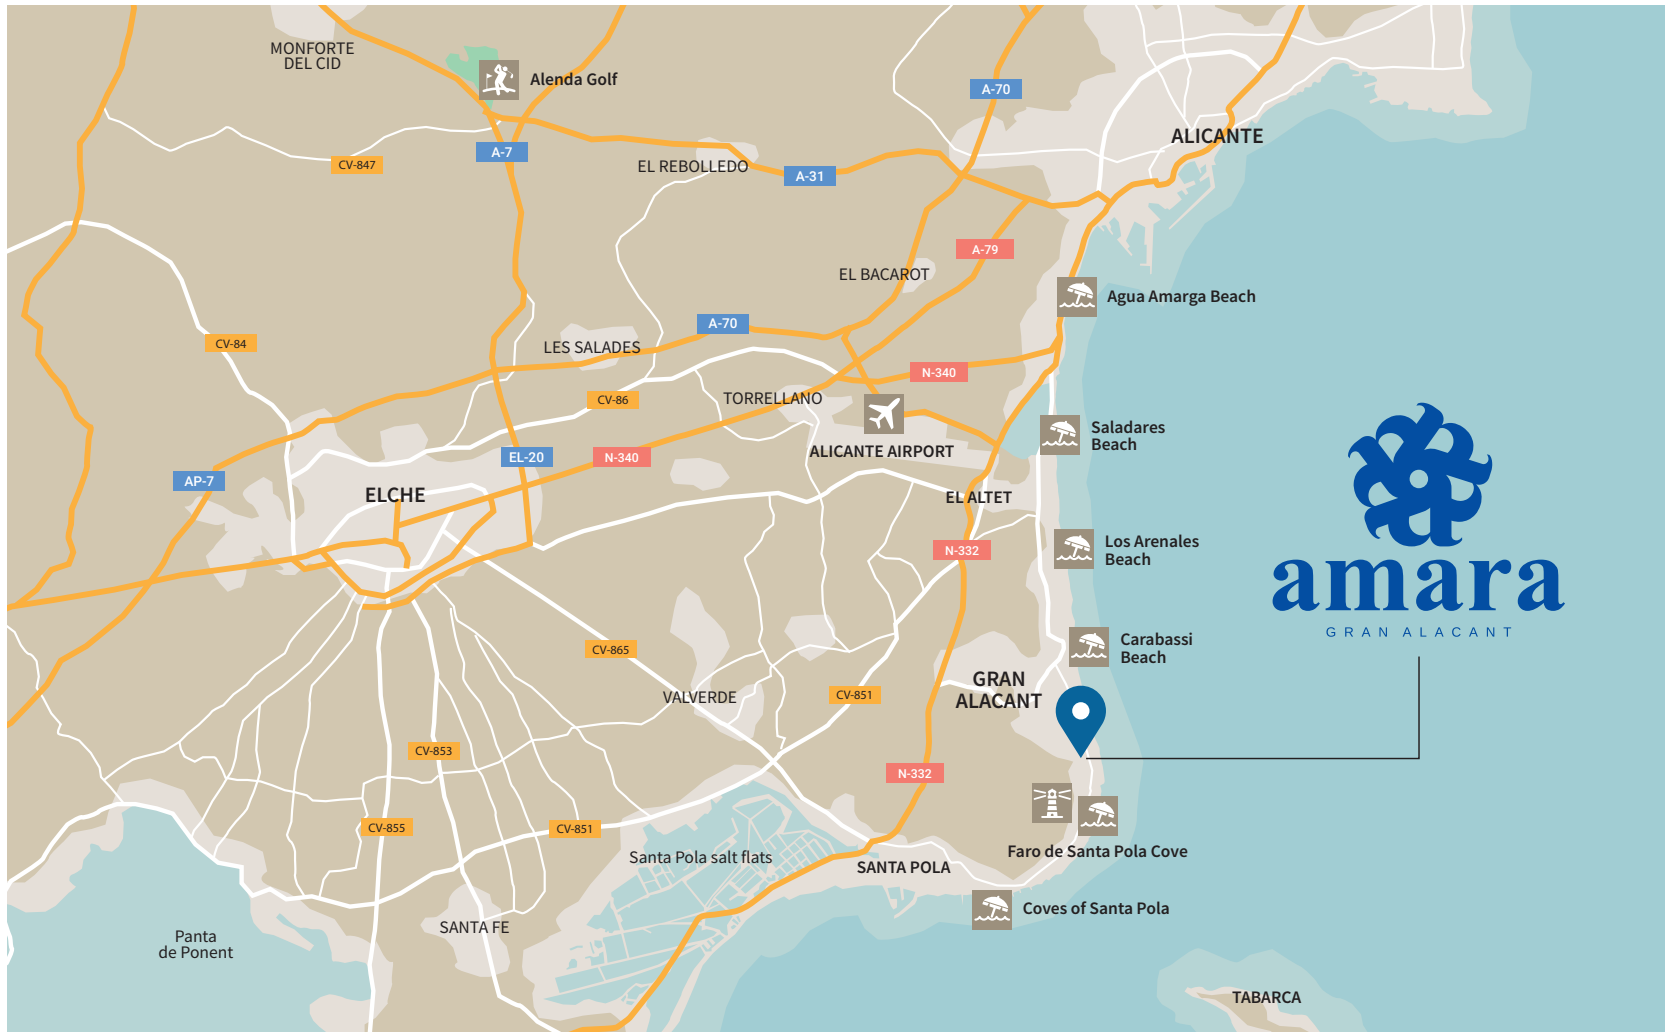 MONFORTE
DEL CID
Alenda Golf
A-70
ALICANTE
A-7
CV-847
EL REBOLLEDO
A-31
A-79
EL BACAROT
Agua Amarga Beach
A-70
CV-84
LES SALADES
N-340
CV-86
TORRELLANO
Saladares
Beach
ALICANTE AIRPORT
EL-20
N-340
AP-7
ELCHE
EL ALTET
Los Arenales
Beach
N-332
a
amara
GRAN ALACANT
Carabassi
Beach
CV-865
GRAN
ALACANT
VALVERDE
CV-851
CV-853
N-332
CV-855
CV-851
Faro de Santa Pola Cove
Santa Pola salt flats
SANTA POLA
Coves of Santa Pola
SANTA FE
Panta
de Ponent
TABARCA